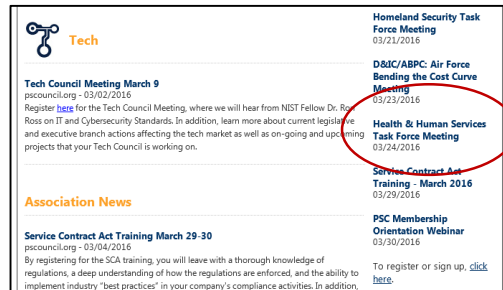 Tech
Tech Council Meeting March 9
pscouncil.org - 03/02/2016
Register here for the Tech Council Meeting, where we will hear from NIST Fellow Dr. Ron
Ross on IT and Cybersecurity Standards. In addition, learn more about current legislative
and executive branch actions affecting the tech market as well as on-going and upcoming
projects that your Tech Council is working on.
Association News
Service Contract Act Training March 29-30
pscouncil.org - 03/04/2016
By registering for the SCA training, you will leave with a thorough knowledge of
regulations, a deep understanding of how the regulations are enforced, and the ability to
implement industry "best practices" in your company's compliance activities. In addition,
Homeland Security Task
Force Meeting
03/21/2016
D&IC/ABPC: Air Force
Bending the Cost Curve
Meeting
03/23/2016
Health & Human Services
Task Force Meeting
03/24/2016
Service Contract Act
Training - March 2016
03/29/2016
PSC Membership
Orientation Webinar
03/30/2016
To register or sign up, click
here.